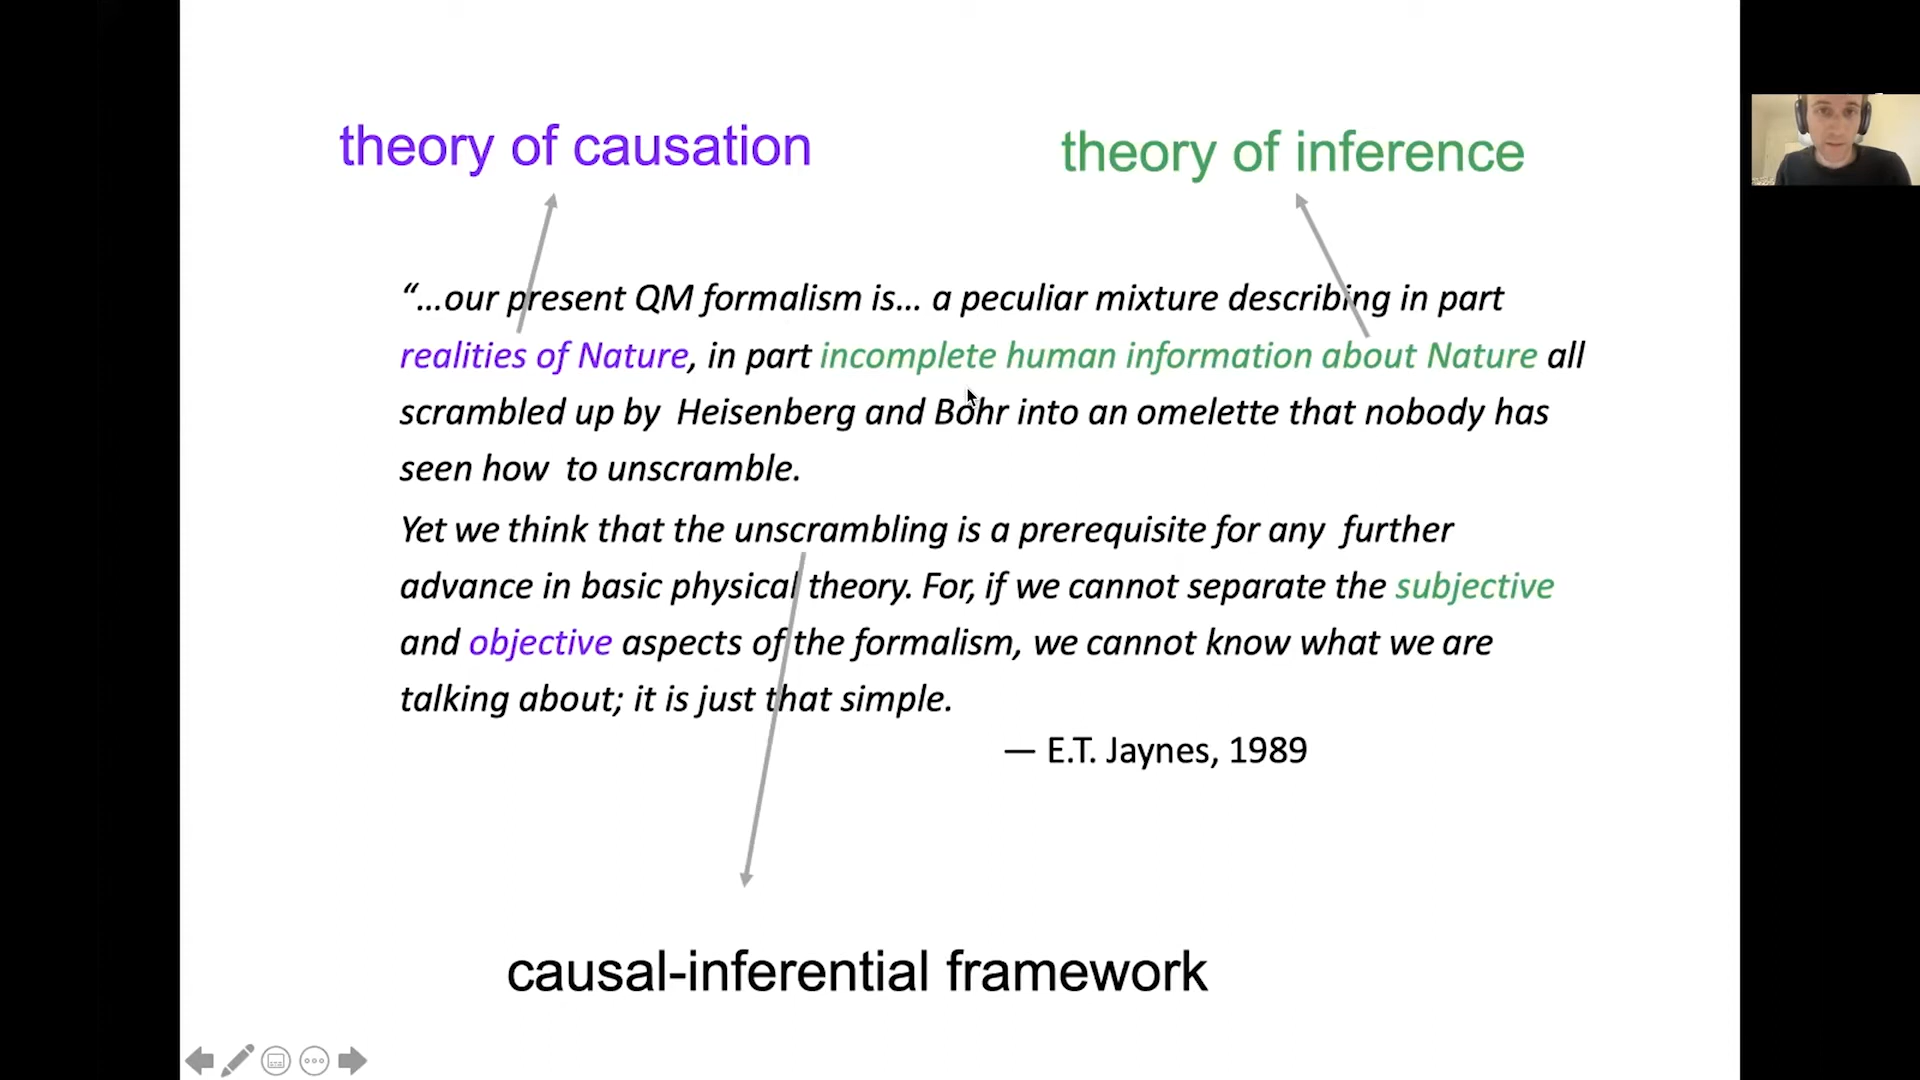 theory of causation
theory of inference
“...our present QM formalism is... a peculiar mixture describing in part
realities of Nature, in part incomplete human information about Nature all
scrambled up by Heisenberg and Bohr into an omelette that nobody has
seen how to unscramble.
Yet we think that the unscrambling is a prerequisite for any further
advance in basic physical theory. For, if we cannot separate the subjective
and objective aspects of the formalism, we cannot know what we are
talking about; it is just that simple.
— E.T. Jaynes, 1989
causal-inferential framework